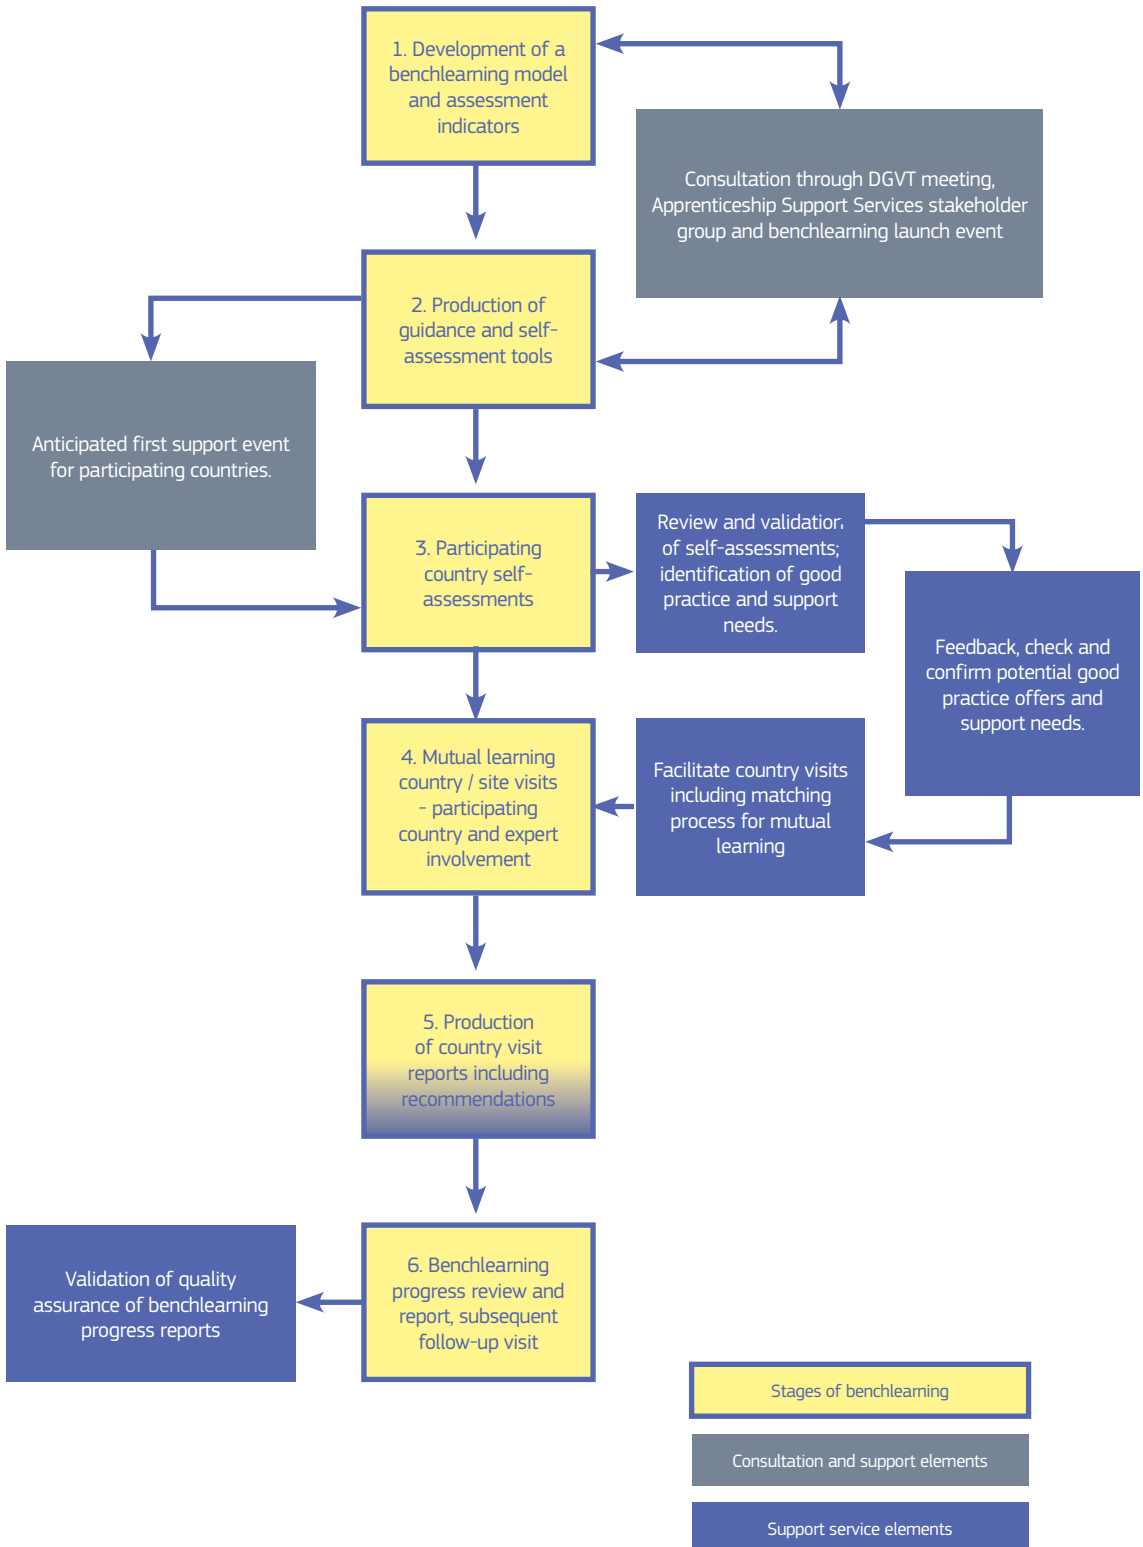 1. Development of a
benchlearning model
and assessment
indicators
Consultation through DGVT meeting,
Apprenticeship Support Services stakeholder
group and benchlearning launch event
2. Production of
guidance and self-
assessment tools
Anticipated first support event
for participating countries.
3. Participating
country self-
assessments
Review and validation
of self-assessments;
identification of good
practice and support
needs.
Feedback, check and
confirm potential good
practice offers and
support needs.
4. Mutual learning
country / site visits
- participating
country and expert
involvement
Facilitate country visits
including matching
process for mutual
learning
5. Production
of country visit
reports including
recommendations
6. Benchlearning
progress review and
report, subsequent
follow-up visit
Validation of quality
assurance of benchlearning
progress reports
Stages of benchlearning
Consultation and support elements
Support service elements